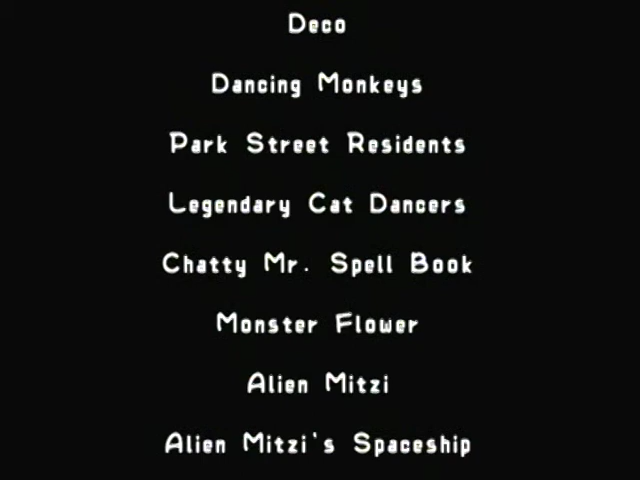 Deco
Dancing Monkeys
Park Street Residents
Legendary Cat Dancers
Chatty Mr. Spell Book
Monster Flower
Alien Mitzi
Alien Mitzi's Spaceship